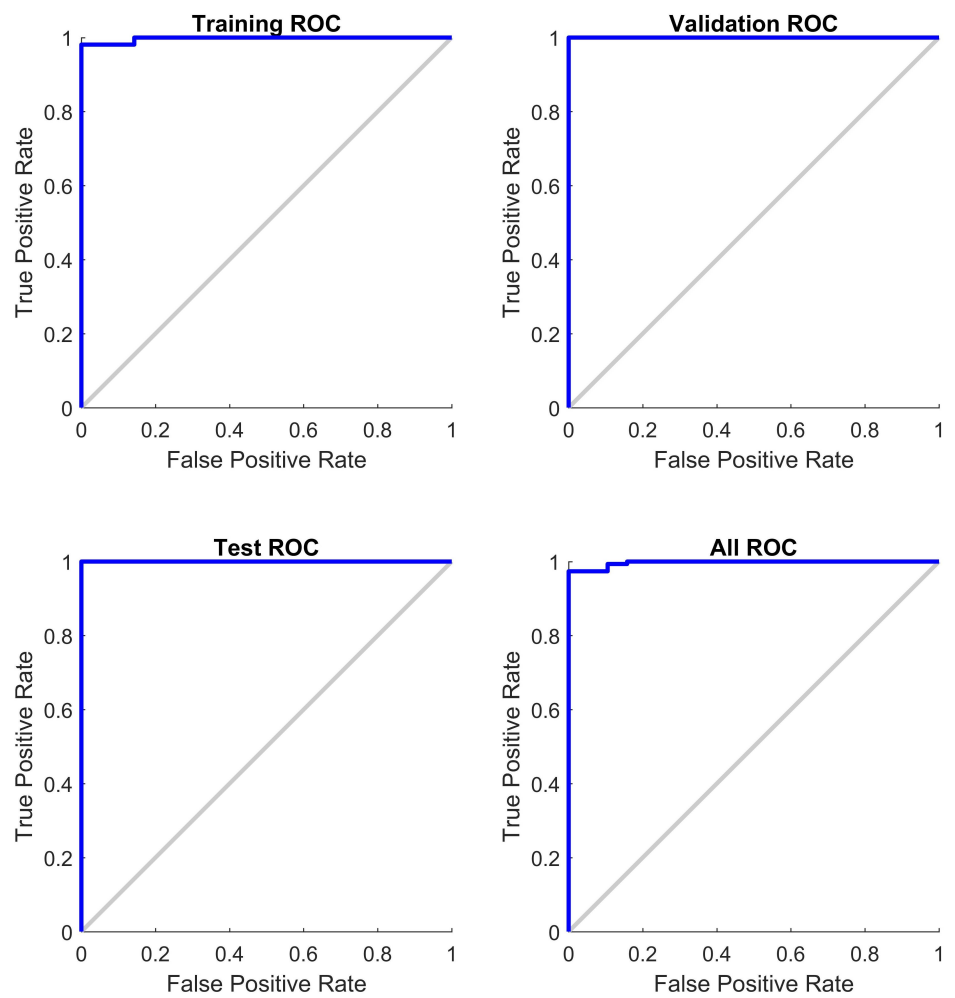 Training ROC
1
0.8
0.6
0.4
0.2
0
True Positive Rate
0 0.2 0.4 0.6 0.8 1
False Positive Rate
Validation ROC
1
0.8
0.6
0.4
0.2
0
True Positive Rate
0 0.2 0.4 0.6 0.8 1
False Positive Rate
Test ROC
1
0.8
0.6
0.4
0.2
0
True Positive Rate
0 0.2 0.4 0.6 0.8 1
False Positive Rate
All ROC
1
0.8
0.6
0.4
0.2
0
True Positive Rate
0 0.2 0.4 0.6 0.8 1
False Positive Rate